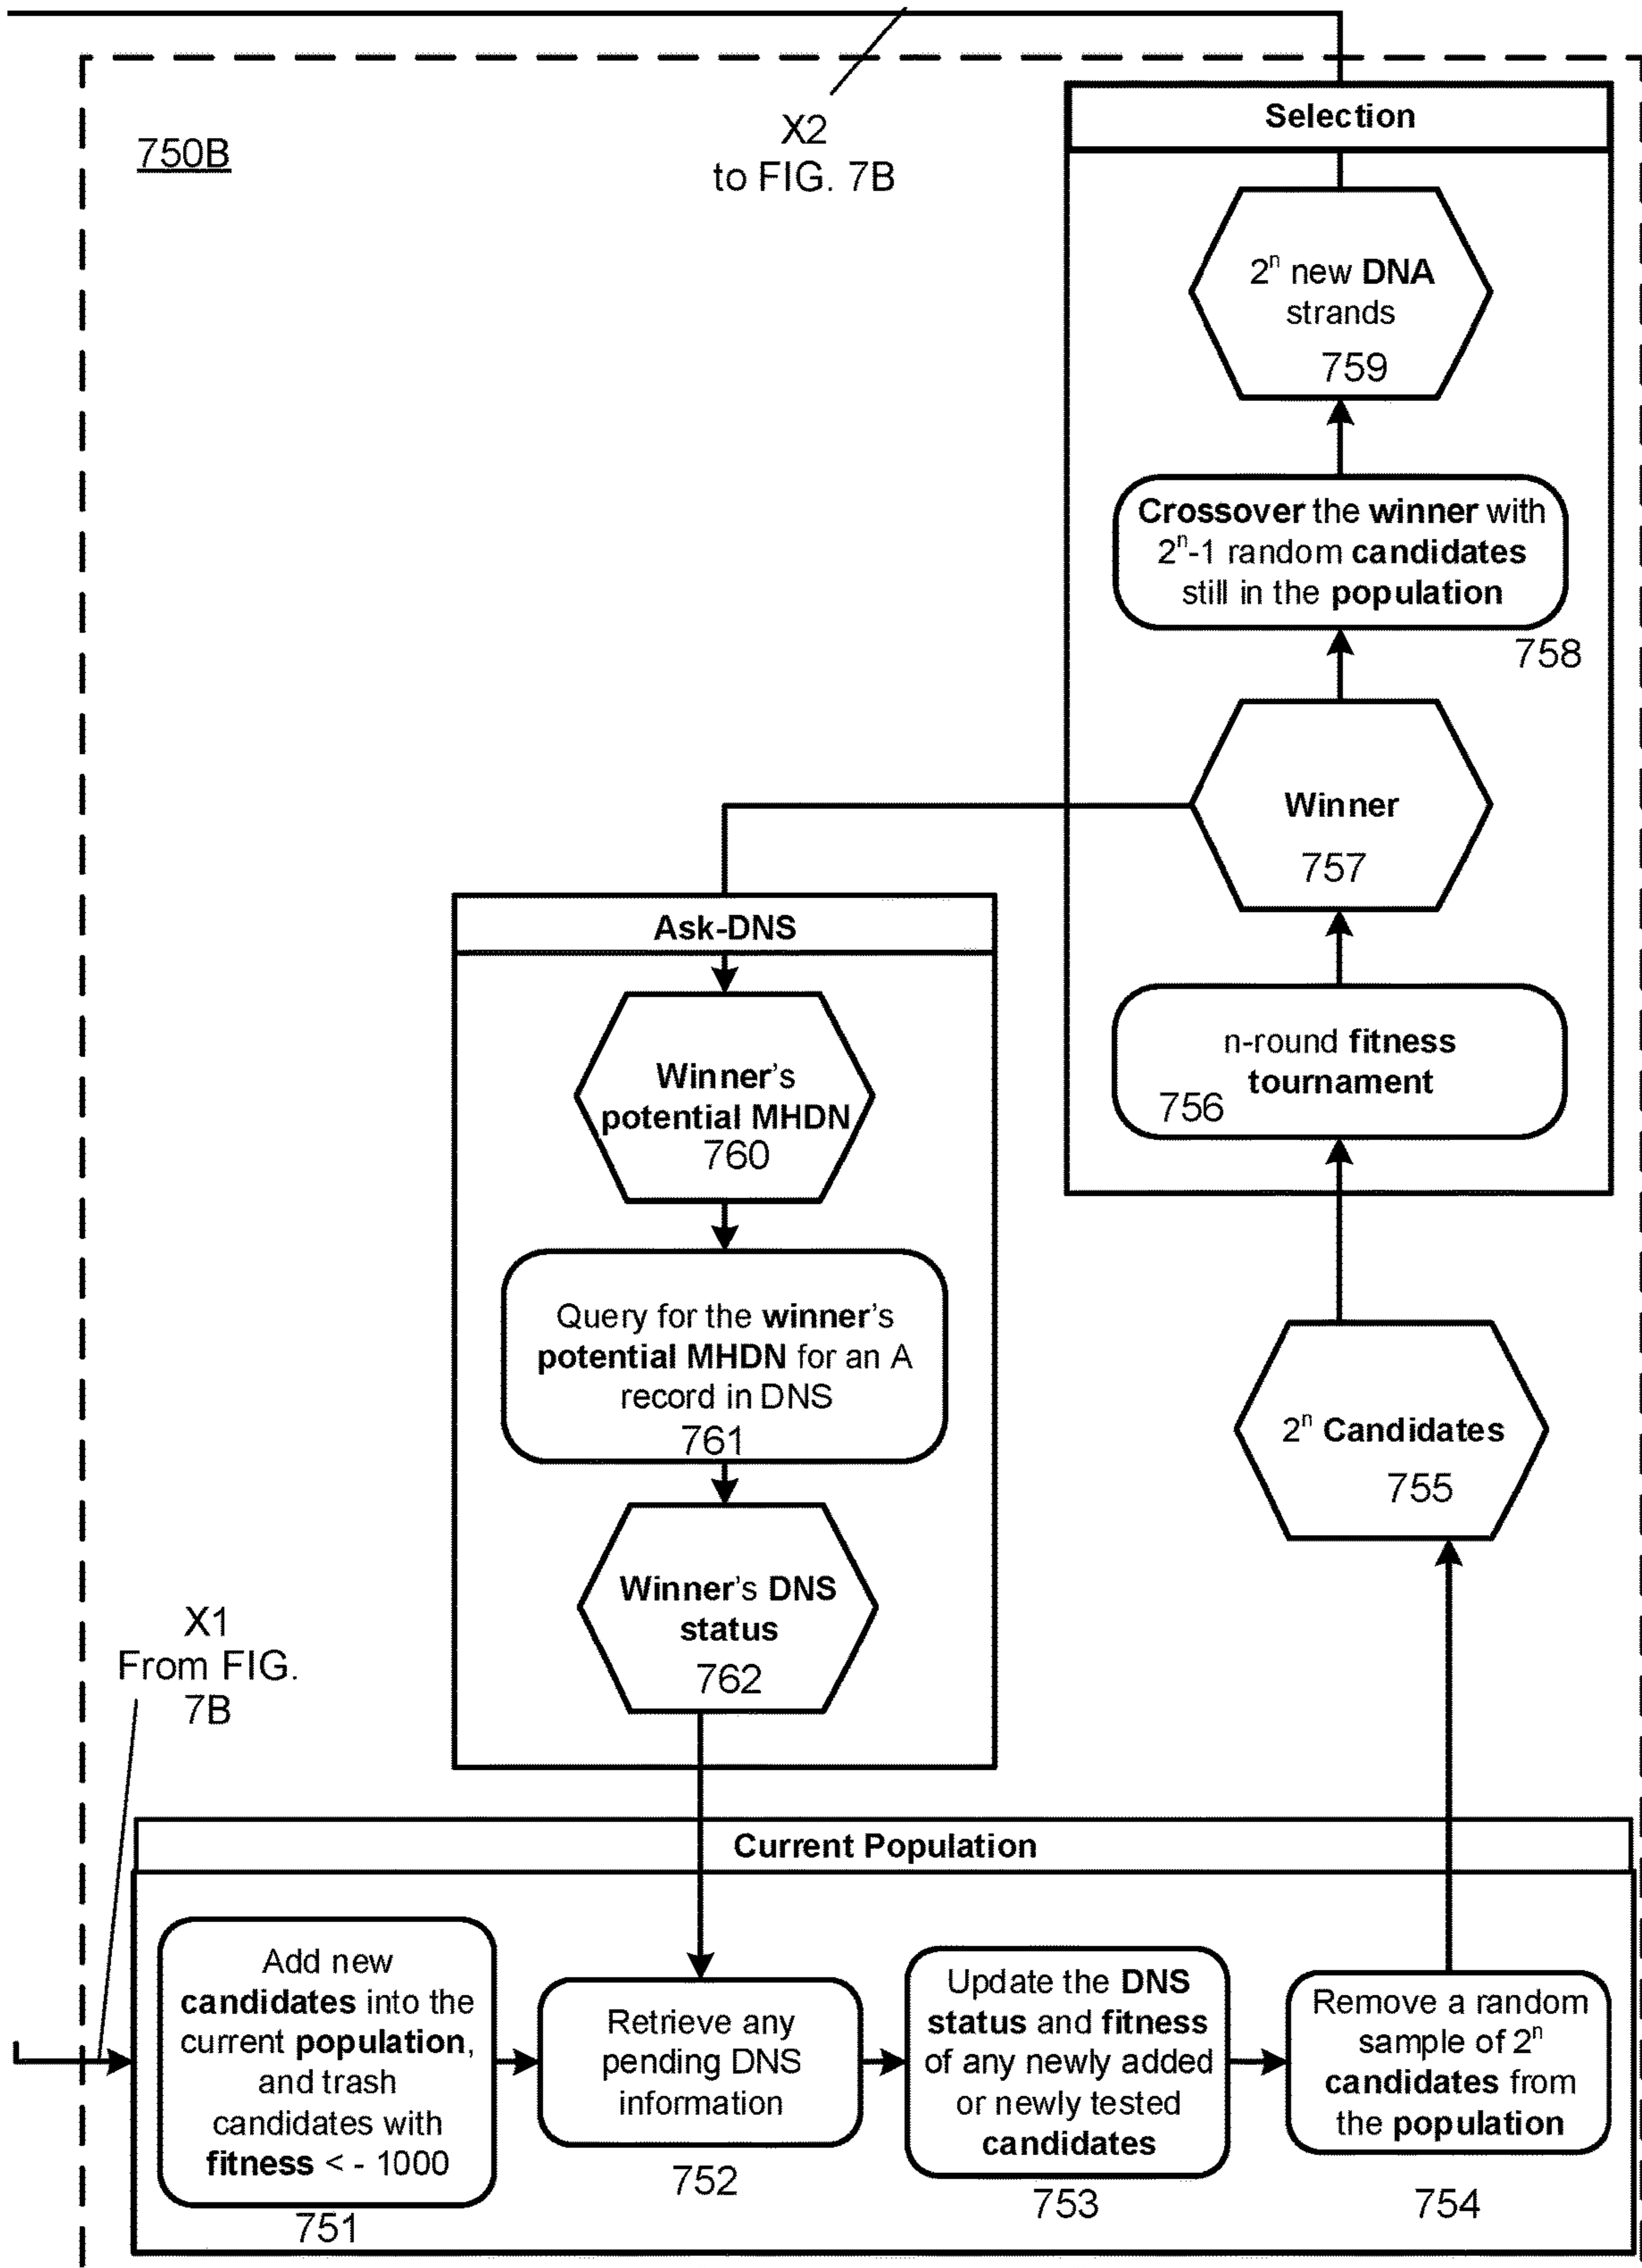 X2
to FIG. 7B
750B
Selection
2ⁿ new DNA
strands
759
Crossover the winner with
2ⁿ-1 random candidates
still in the population
758
Winner
757
n-round fitness
tournament
756
Ask-DNS
Winner's
potential MHDN
760
Query for the winner's
potential MHDN for an A
record in DNS
761
Winner's DNS
status
762
2ⁿ Candidates
755
X1
From FIG.
7B
Current Population
Add new
candidates into the
current population,
and trash
candidates with
fitness < - 1000
751
Retrieve any
pending DNS
information
752
Update the DNS
status and fitness
of any newly added
or newly tested
candidates
753
Remove a random
sample of 2ⁿ
candidates from
the population
754